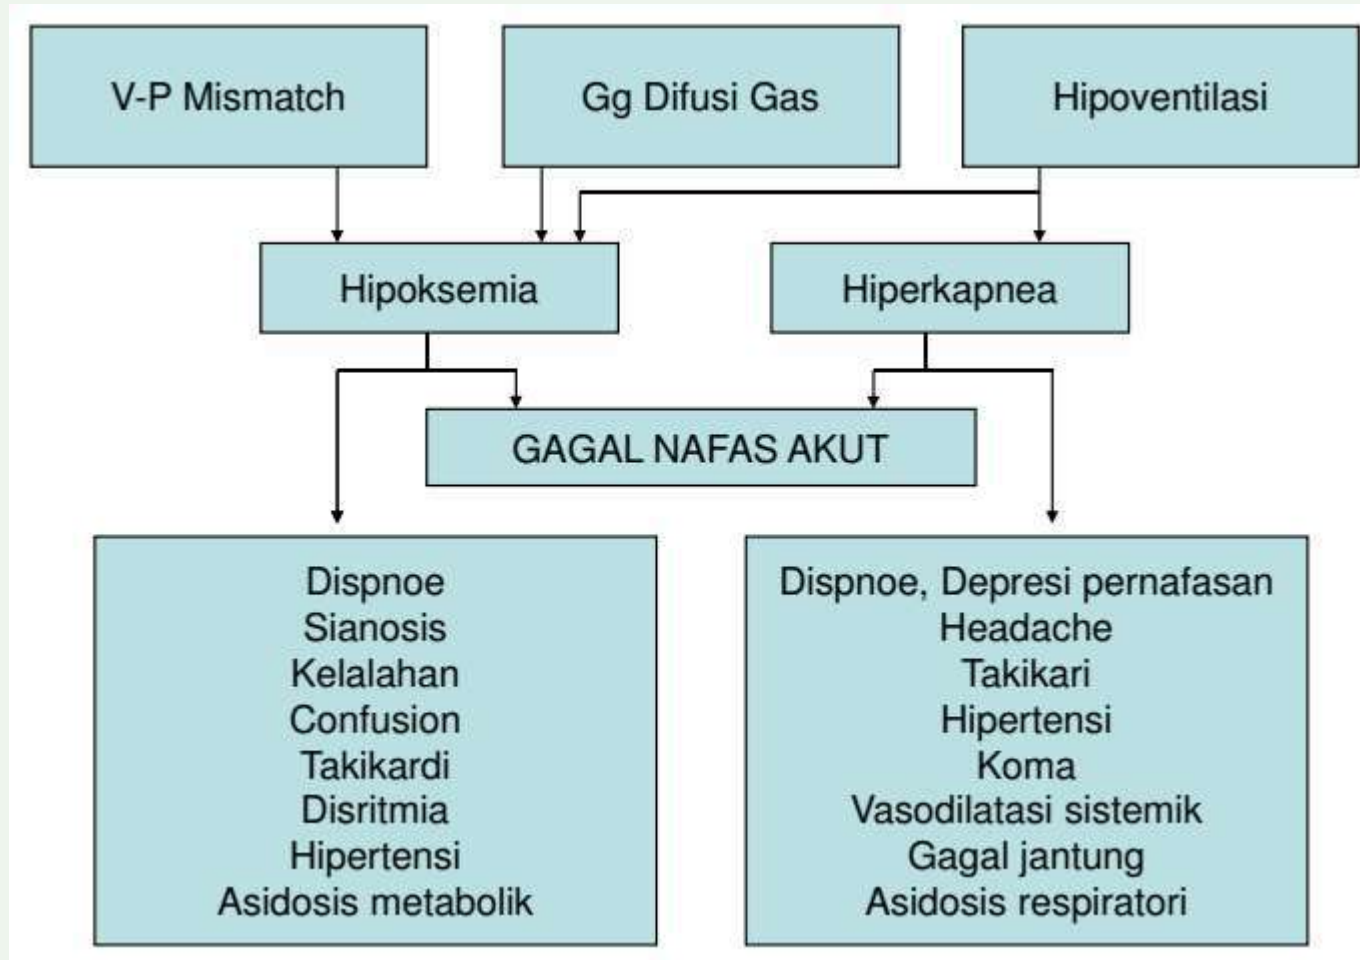 V-P Mismatch
Gg Difusi Gas
Hipoventilasi
Hipoksemia
Hiperkapnea
GAGAL NAFAS AKUT
Dispnoe
Sianosis
Kelalahan
Confusion
Takikardi
Disritmia
Hipertensi
Asidosis metabolik
Dispnoe, Depresi pernafasan
Headache
Takikari
Hipertensi
Koma
Vasodilatasi sistemik
Gagal jantung
Asidosis respiratori